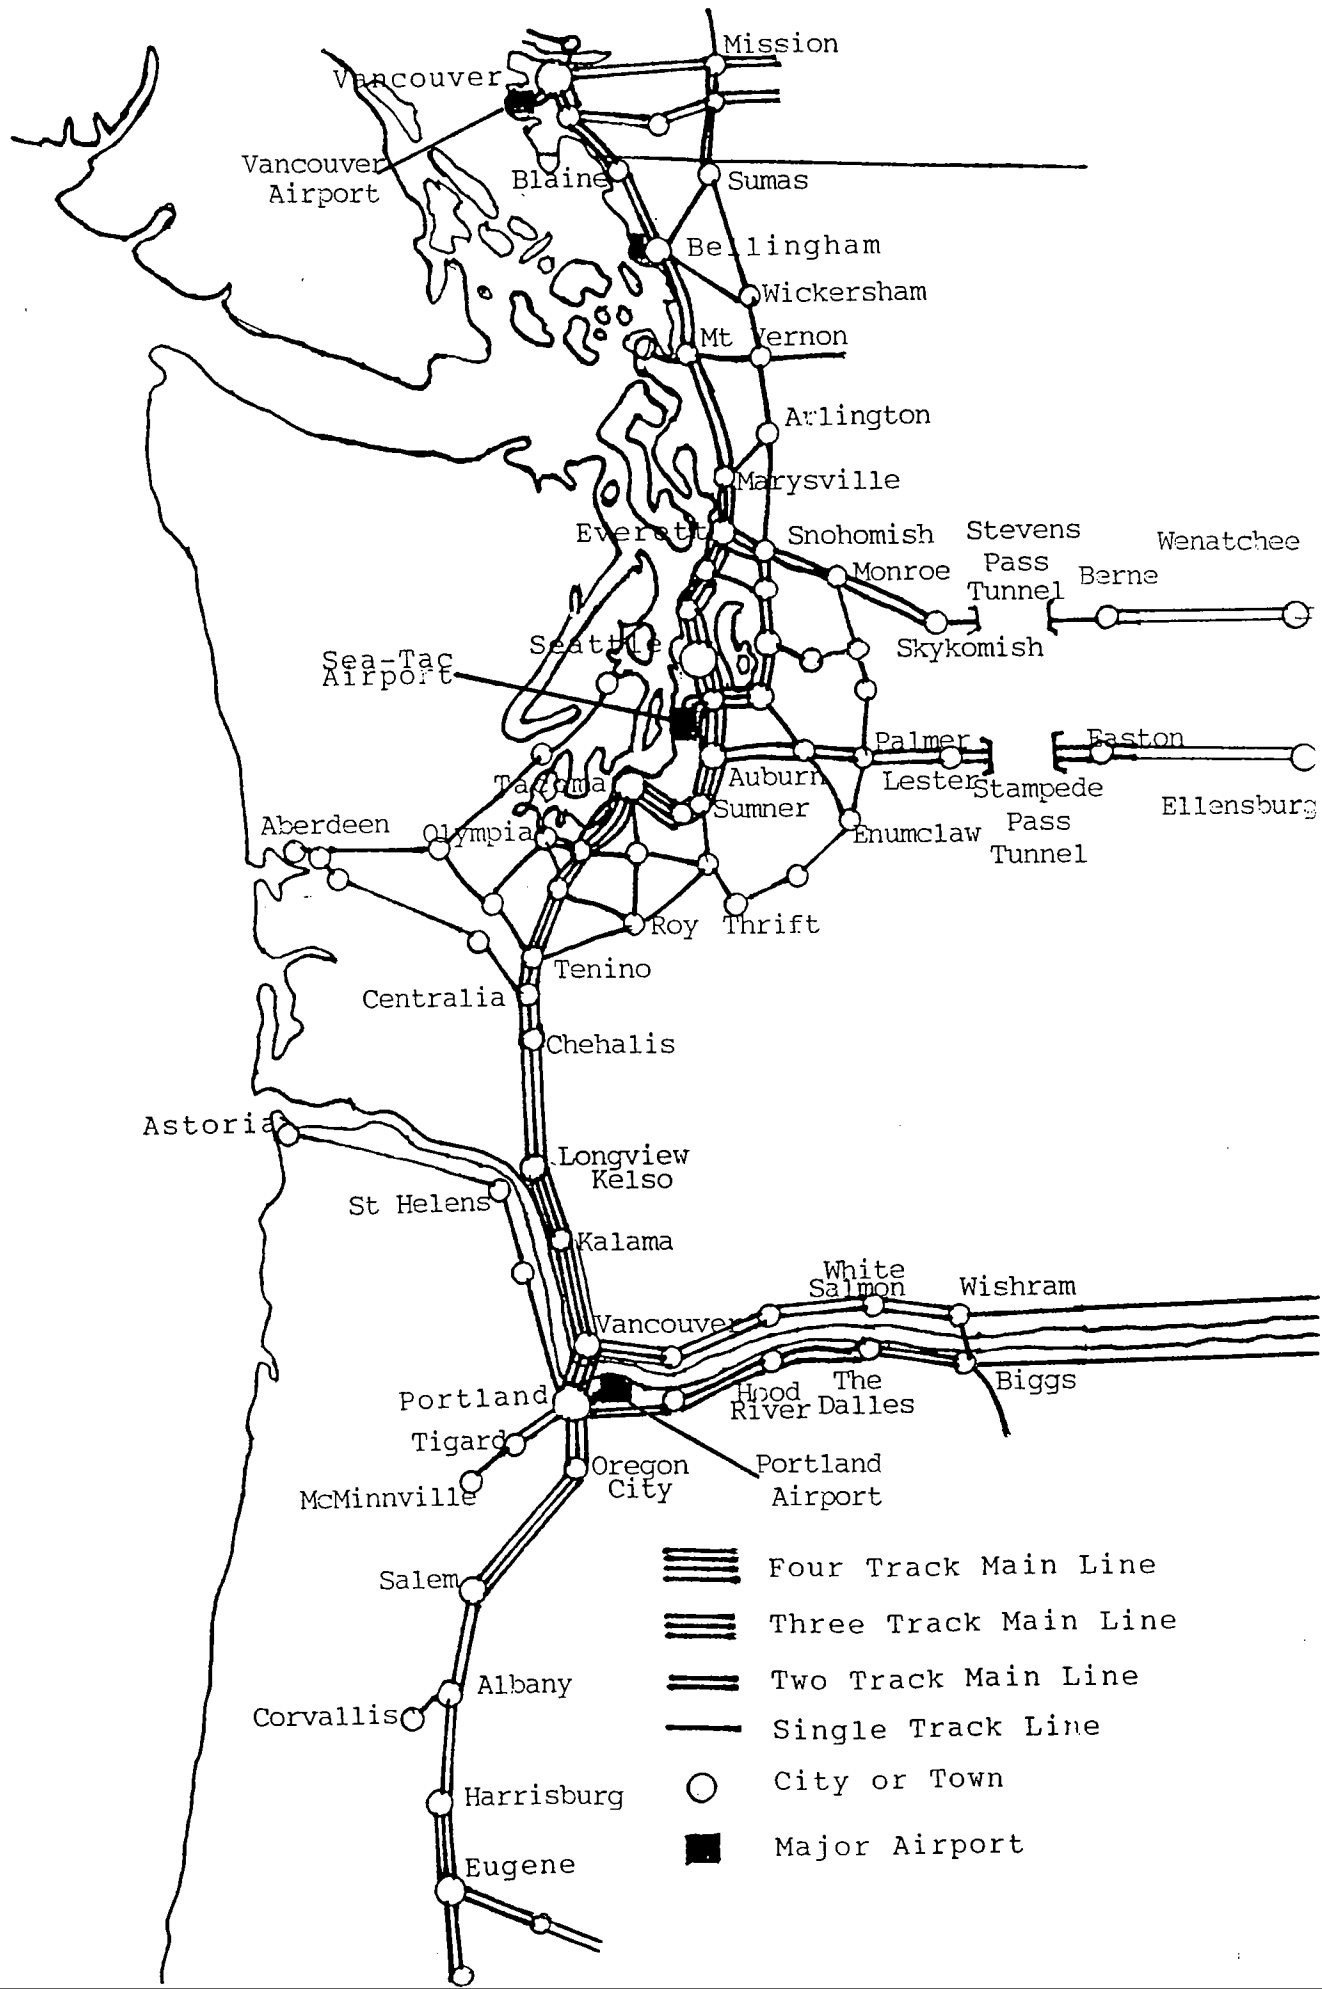 Mission
Vancouver
Vancouver
Airport
Blaine
Sumas
Bellingham
Wickersham
Mt Vernon
Arlington
Marysville
Everett
Snohomish
Stevens
Pass
Tunnel
Wenatchee
Monroe
Berne
Skykomish
Seattle
Sea-Tac
Airport
Palmer
Easton
Tacoma
Auburn
Lester
Stampede
Pass
Tunnel
Ellensburg
Sumner
Aberdeen
Olympia
Enumclaw
Roy
Thrift
Tenino
Centralia
Chehalis
Astoria
Longview
Kelso
St Helens
Kalama
White
Salmon
Wishram
Vancouver
Portland
Hood
River
The
Dalles
Biggs
Tigard
Oregon
City
Portland
Airport
McMinnville
Salem
Four Track Main Line
Three Track Main Line
Albany
Two Track Main Line
Corvallis
Single Track Line
Harrisburg
City or Town
Eugene
Major Airport